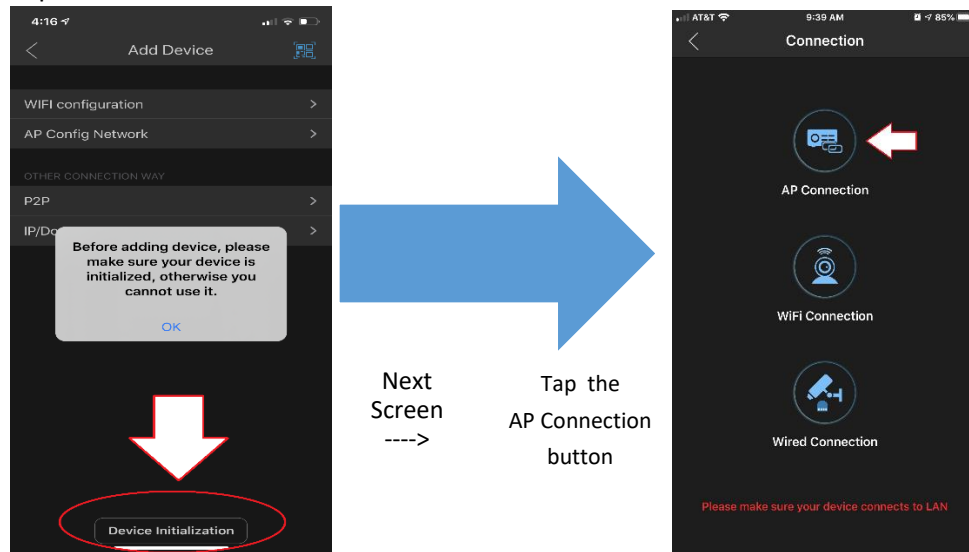 4:16
Add Device
WIFI configuration
AP Config Network
OTHER CONNECTION WAY
P2P
IP/Do
Before adding device, please
make sure your device is
initialized, otherwise you
cannot use it.
OK
Device Initialization
Next
Screen
---->
Tap the
AP Connection
button
AT&T 9:39 AM 85%
Connection
AP Connection
WiFi Connection
Wired Connection
Please make sure your device connects to LAN